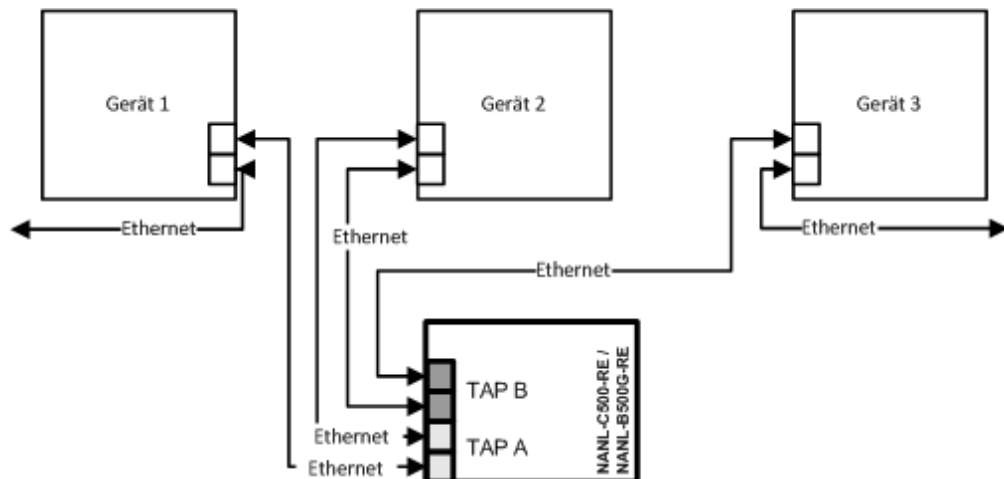 Gerät 1
Gerät 2
Gerät 3
Ethernet
Ethernet
Ethernet
Ethernet
TAP B
TAP A
Ethernet
Ethernet
NANL-C500-RE /
NANL-B500G-RE